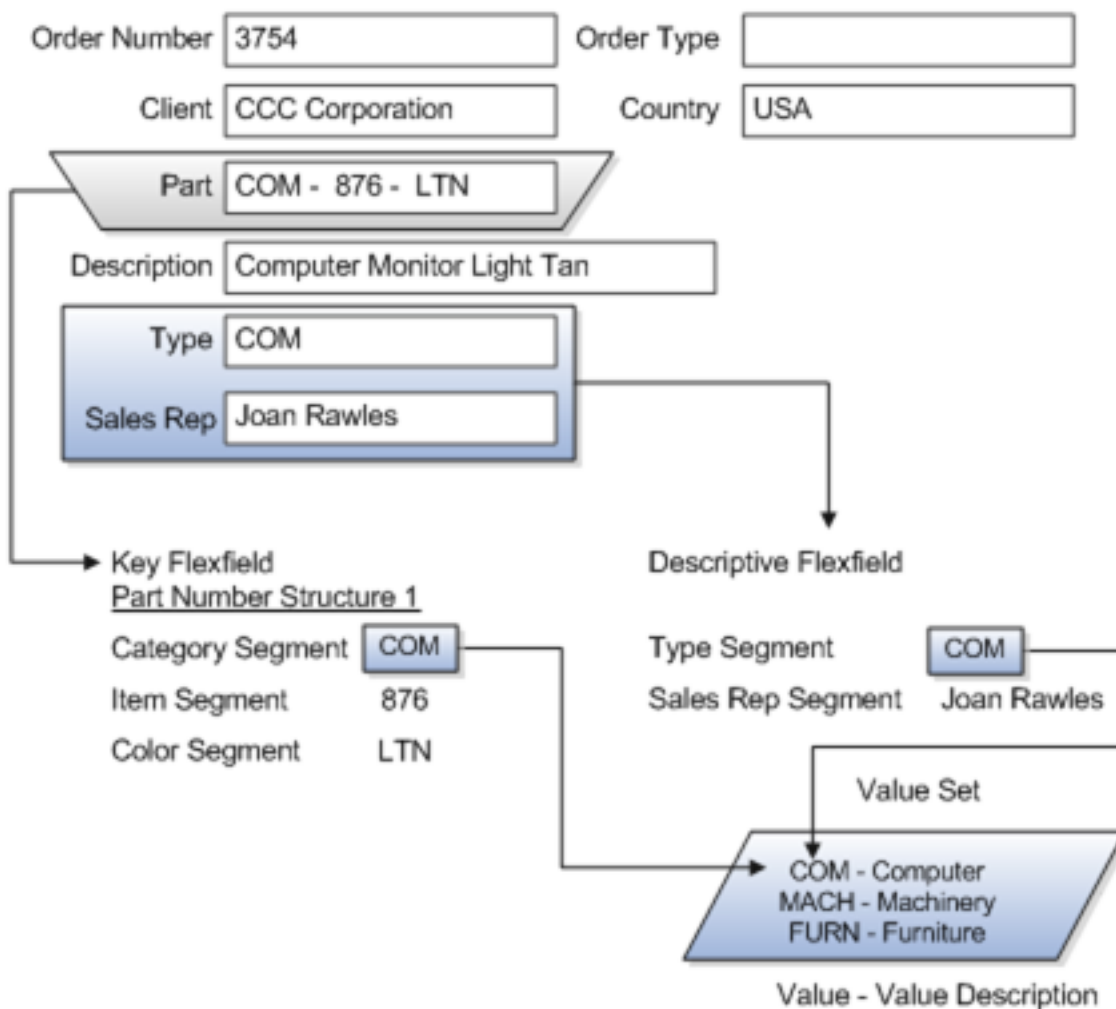 Order Number 3754 Order Type
Client CCC Corporation Country USA
Part COM - 876 - LTN
Description Computer Monitor Light Tan
Type COM
Sales Rep Joan Rawles
Key Flexfield Descriptive Flexfield
Part Number Structure 1
Category Segment COM Type Segment COM
Item Segment 876 Sales Rep Segment Joan Rawles
Color Segment LTN
Value Set
COM - Computer
MACH - Machinery
FURN - Furniture
Value - Value Description